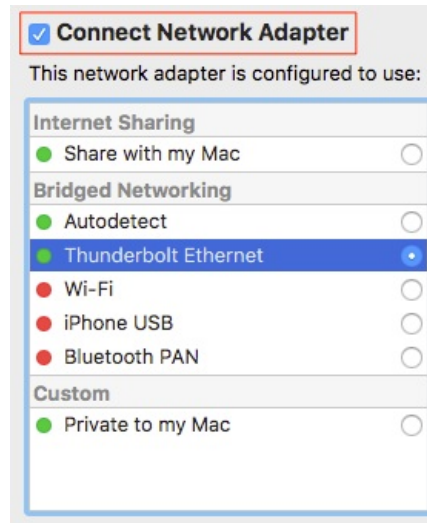 Connect Network Adapter
This network adapter is configured to use:
Internet Sharing
Share with my Mac
Bridged Networking
Autodetect
Thunderbolt Ethernet
Wi-Fi
iPhone USB
Bluetooth PAN
Custom
Private to my Mac